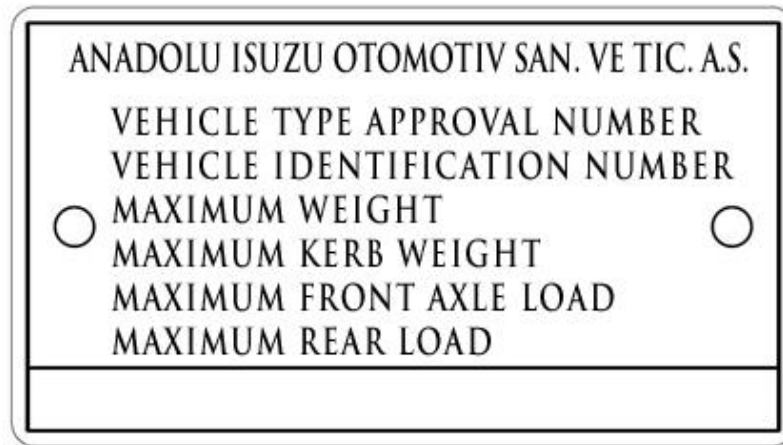 ANADOLU ISUZU OTOMOTIV SAN. VE TIC. A.S.
VEHICLE TYPE APPROVAL NUMBER
VEHICLE IDENTIFICATION NUMBER
MAXIMUM WEIGHT
MAXIMUM KERB WEIGHT
MAXIMUM FRONT AXLE LOAD
MAXIMUM REAR LOAD